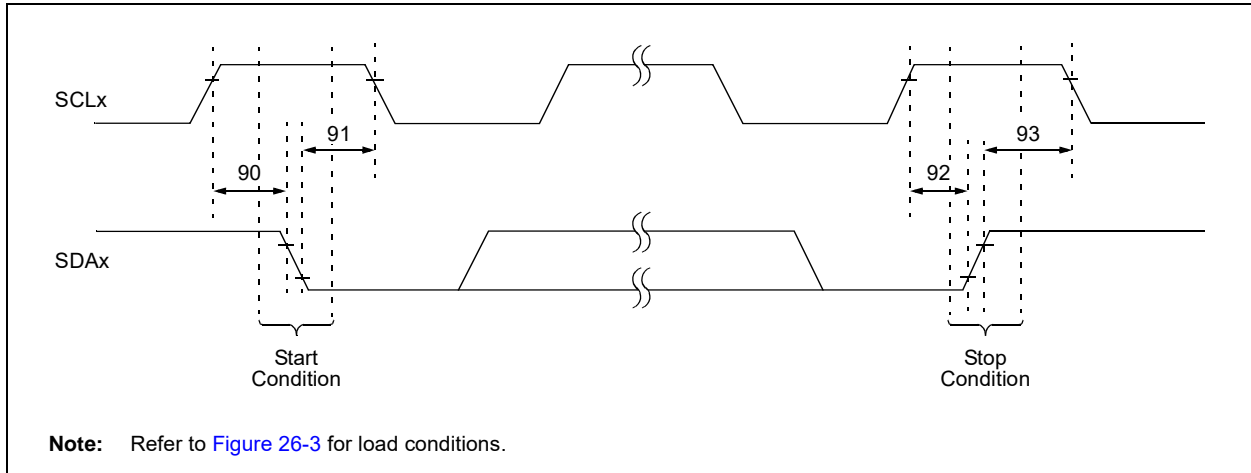 SCLx
91
93
90
92
SDAx
Start
Condition
Stop
Condition
Note: Refer to Figure 26-3 for load conditions.